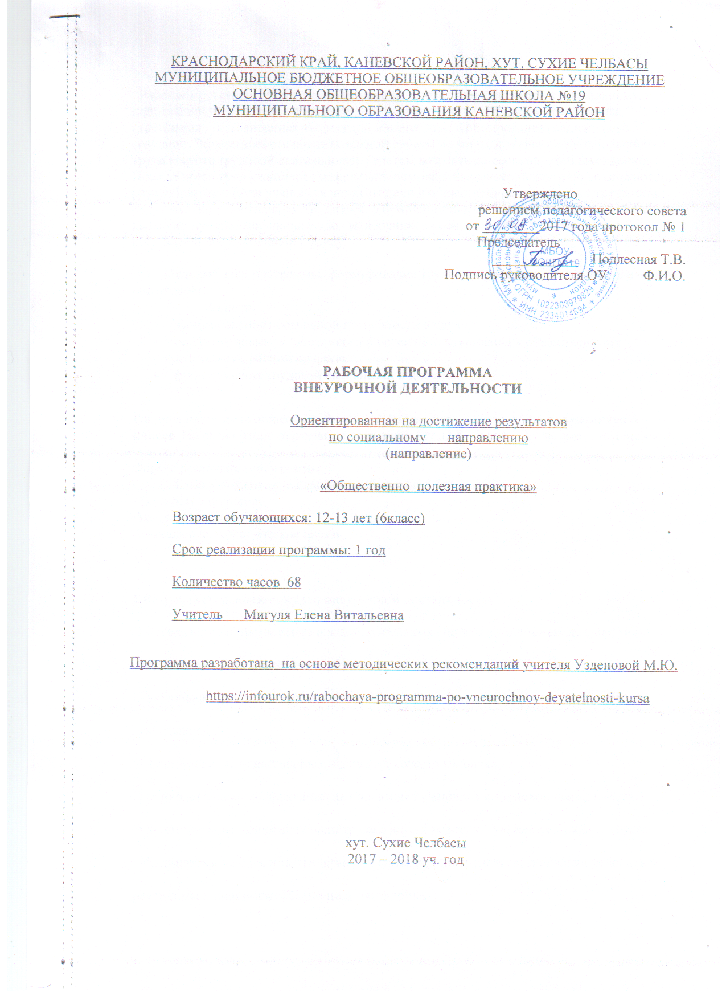 КРАСНОДАРСКИЙ КРАЙ, КАНЕВСКОЙ РАЙОН, ХУТ. СУХИЕ ЧЕЛБАСЫ
МУНИЦИПАЛЬНОЕ БЮДЖЕТНОЕ ОБЩЕОБРАЗОВАТЕЛЬНОЕ УЧРЕЖДЕНИЕ
ОСНОВНАЯ ОБЩЕОБРАЗОВАТЕЛЬНАЯ ШКОЛА №19
МУНИЦИПАЛЬНОГО ОБРАЗОВАНИЯ КАНЕВСКОЙ РАЙОН
Утверждено
решением педагогического совета
от 30.08. 2017 года протокол № 1
Председатель
Подлесная Т.В.
Подпись руководителя ОУ Ф.И.О.
МБОУ
ООШ №19
ОГРН 1022303979829
ИНН 2334014694
РАБОЧАЯ ПРОГРАММА
ВНЕУРОЧНОЙ ДЕЯТЕЛЬНОСТИ
Ориентированная на достижение результатов
по социальному направлению
(направление)
«Общественно полезная практика»
Возраст обучающихся: 12-13 лет (6класс)
Срок реализации программы: 1 год
Количество часов 68
Учитель Мигуля Елена Витальевна
Программа разработана на основе методических рекомендаций учителя Узденовой М.Ю.
https://infourok.ru/rabochaya-programma-po-vneurochnoy-deyatelnosti-kursa
хут. Сухие Челбасы
2017 – 2018 уч. год